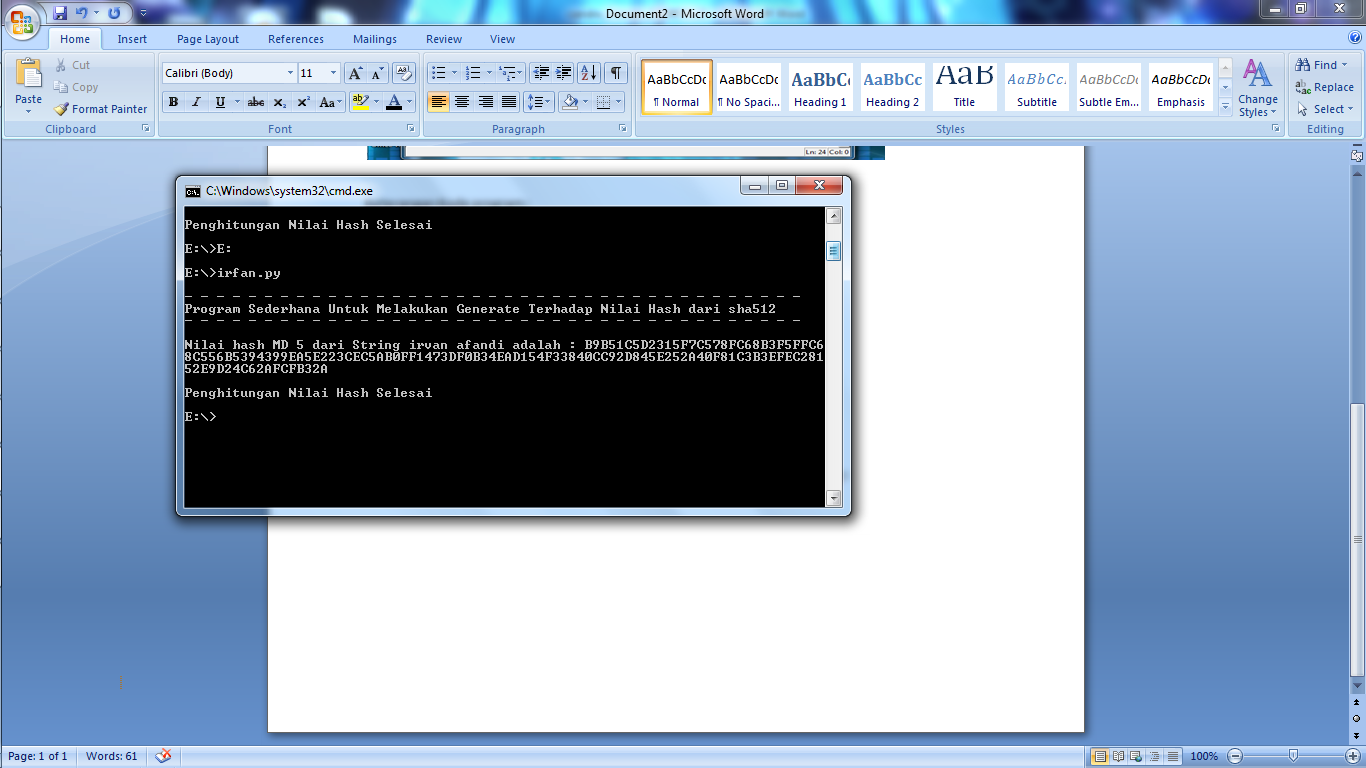 Document2 - Microsoft Word
Home Insert Page Layout References Mailings Review View
Paste
Cut
Copy
Format Painter
Clipboard
Calibri (Body) 11
Font
Paragraph
AaBbCcDc AaBbCcDc AaBbC AaBbCc AaB AaBbCc. AaBbCcDc AaBbCcDc
¶ Normal ¶ No Spaci... Heading 1 Heading 2 Title Subtitle Subtle Em... Emphasis
Change Styles
Styles
Find
Replace
Select
Editing
Ln: 24 Col: 0
C:\Windows\system32\cmd.exe
Penghitungan Nilai Hash Selesai
E:\>E:
E:\>irfan.py
- - - - - - - - - - - - - - - - - - - - - - - - - - - - - - - - - - - - - - -
Program Sederhana Untuk Melakukan Generate Terhadap Nilai Hash dari sha512
- - - - - - - - - - - - - - - - - - - - - - - - - - - - - - - - - - - - - - -
Nilai hash MD 5 dari String irvan afandi adalah : B9B51C5D2315F7C578FC68B3F5FFC6
8C556B5394399EA5E223CEC5AB0FF1473DF0B34EAD154F33840CC92D845E252A40F81C3B3EFEC281
52E9D24C62AFCFB32A
Penghitungan Nilai Hash Selesai
E:\>
Page: 1 of 1 Words: 61 100%